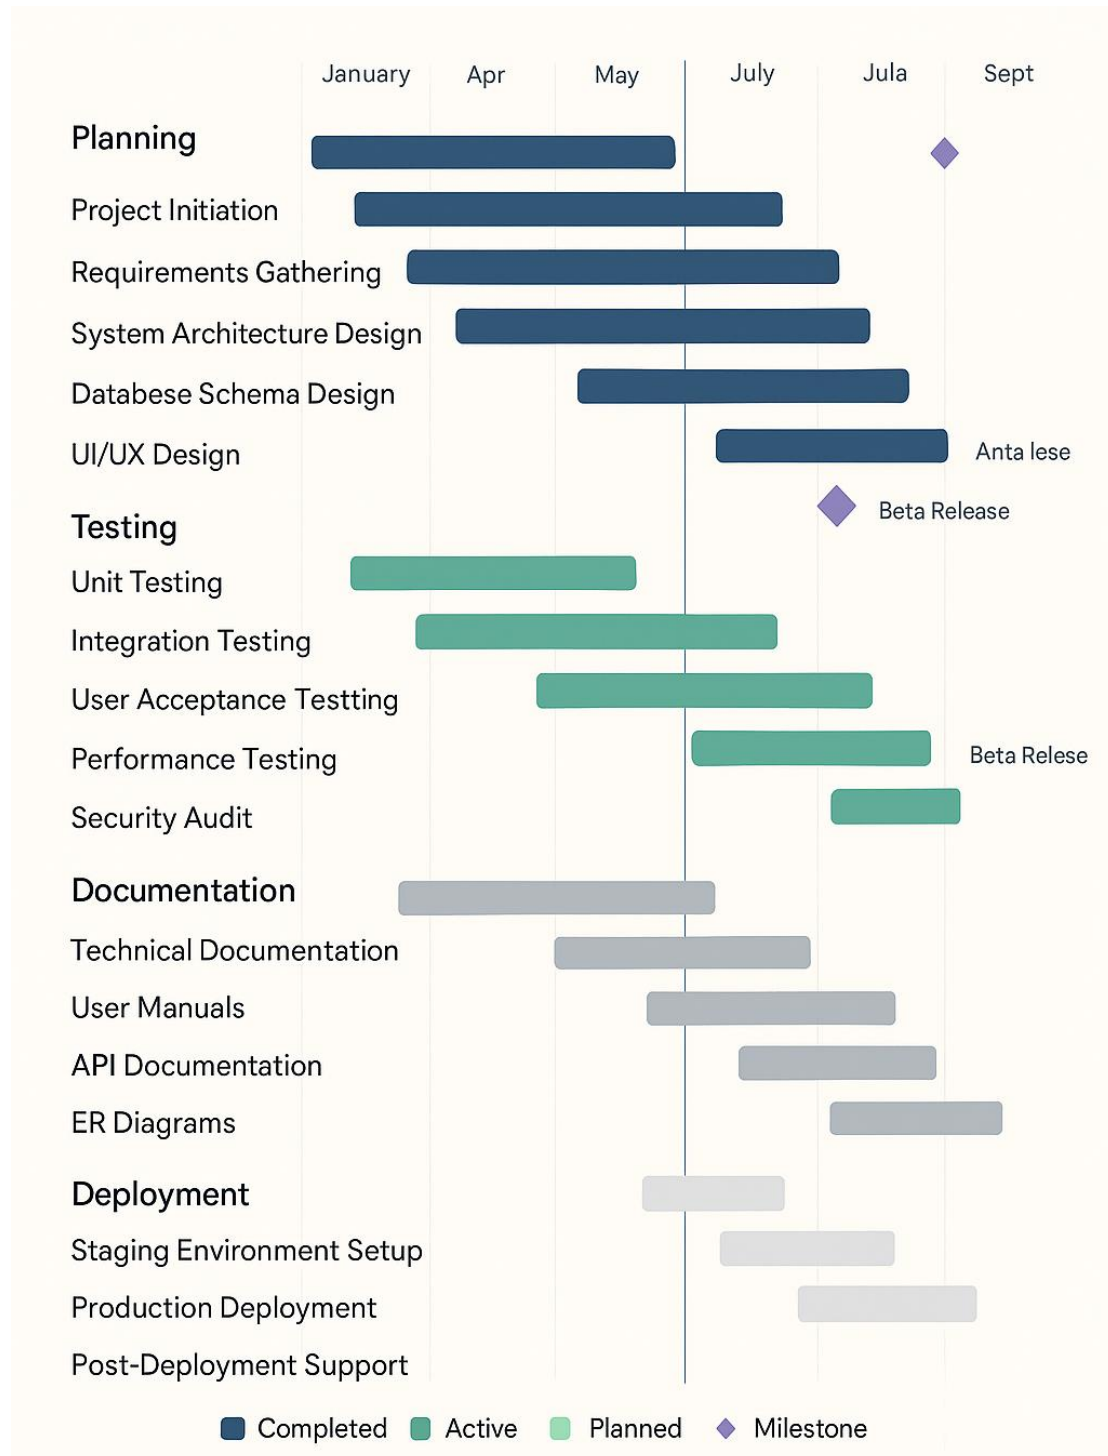 January Apr May July Jula Sept
Planning
Project Initiation
Requirements Gathering
System Architecture Design
Databese Schema Design
UI/UX Design
Anta lese
Beta Release
Testing
Unit Testing
Integration Testing
User Acceptance Testting
Performance Testing
Beta Relese
Security Audit
Documentation
Technical Documentation
User Manuals
API Documentation
ER Diagrams
Deployment
Staging Environment Setup
Production Deployment
Post-Deployment Support
Completed Active Planned Milestone